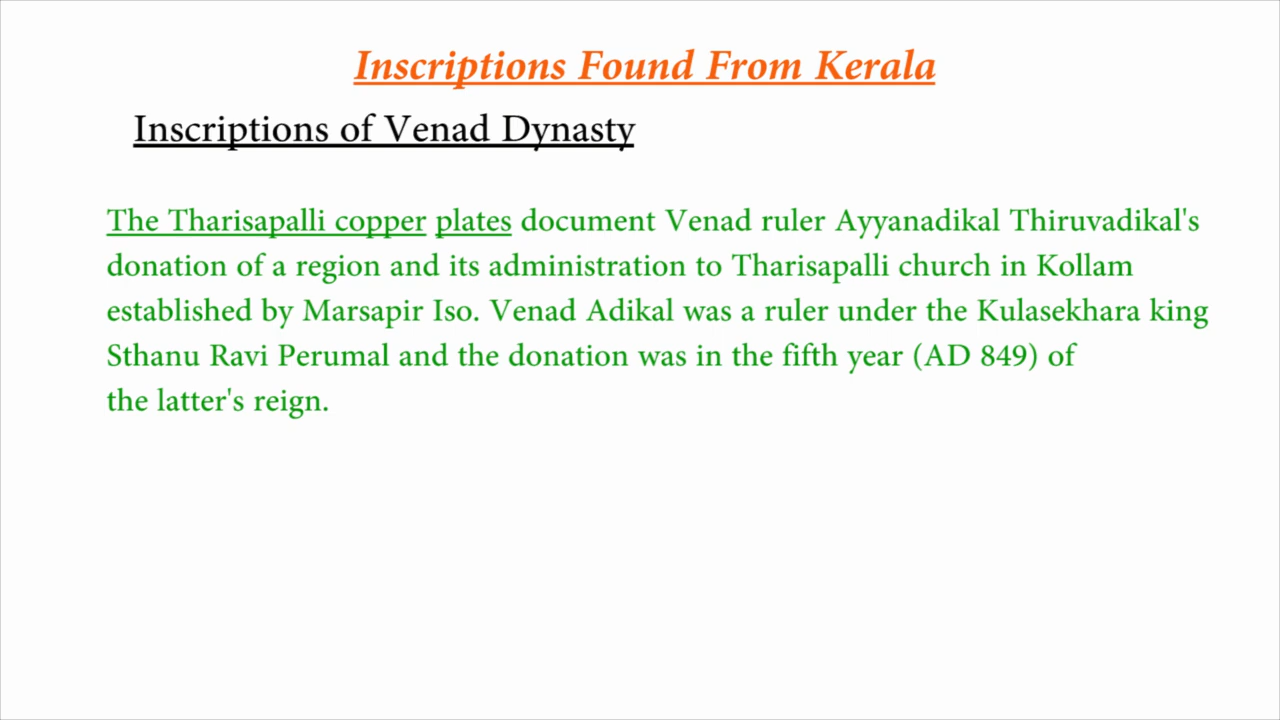 Inscriptions Found From Kerala
Inscriptions of Venad Dynasty
The Tharisapalli copper plates document Venad ruler Ayyanadikal Thiruvadikal's
donation of a region and its administration to Tharisapalli church in Kollam
established by Marsapir Iso. Venad Adikal was a ruler under the Kulasekhara king
Sthanu Ravi Perumal and the donation was in the fifth year (AD 849) of
the latter's reign.